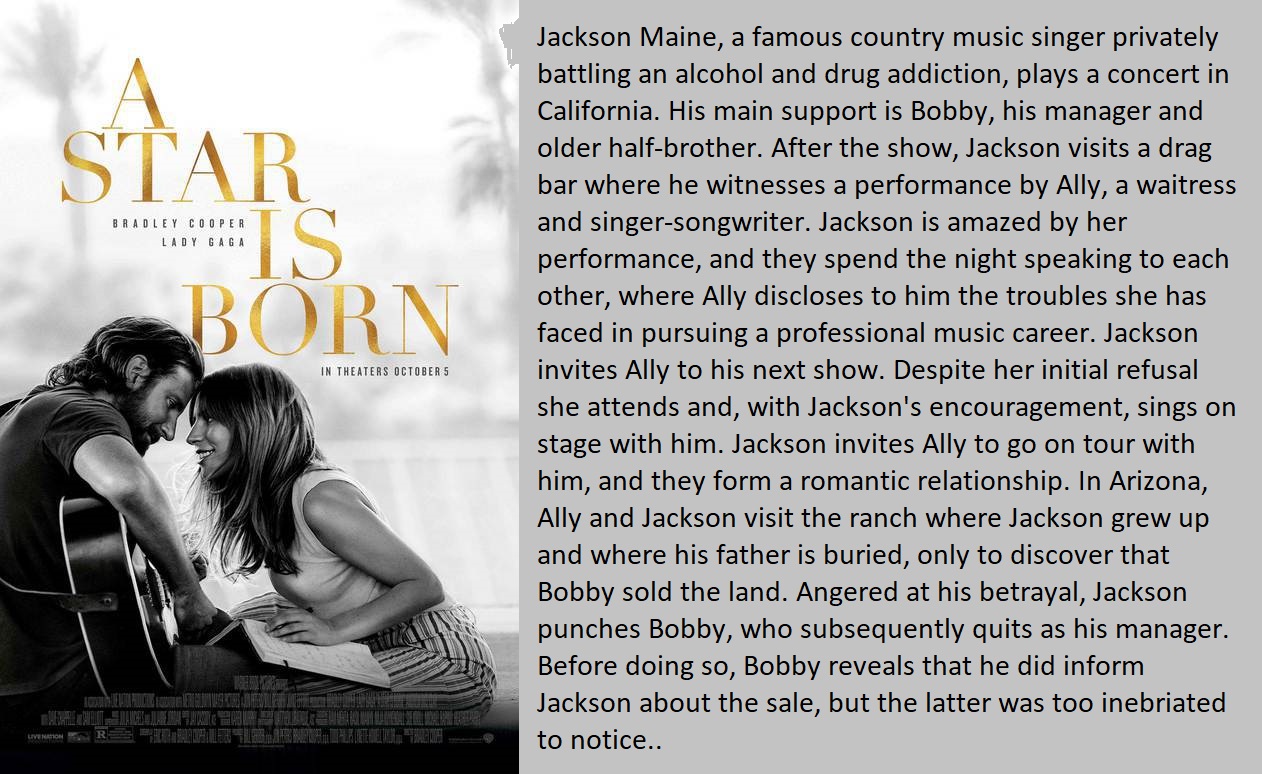 A
STAR
IS
BORN
BRADLEY COOPER
LADY GAGA
IN THEATERS OCTOBER 5
LIVE NATION
R
Jackson Maine, a famous country music singer privately
battling an alcohol and drug addiction, plays a concert in
California. His main support is Bobby, his manager and
older half-brother. After the show, Jackson visits a drag
bar where he witnesses a performance by Ally, a waitress
and singer-songwriter. Jackson is amazed by her
performance, and they spend the night speaking to each
other, where Ally discloses to him the troubles she has
faced in pursuing a professional music career. Jackson
invites Ally to his next show. Despite her initial refusal
she attends and, with Jackson's encouragement, sings on
stage with him. Jackson invites Ally to go on tour with
him, and they form a romantic relationship. In Arizona,
Ally and Jackson visit the ranch where Jackson grew up
and where his father is buried, only to discover that
Bobby sold the land. Angered at his betrayal, Jackson
punches Bobby, who subsequently quits as his manager.
Before doing so, Bobby reveals that he did inform
Jackson about the sale, but the latter was too inebriated
to notice..